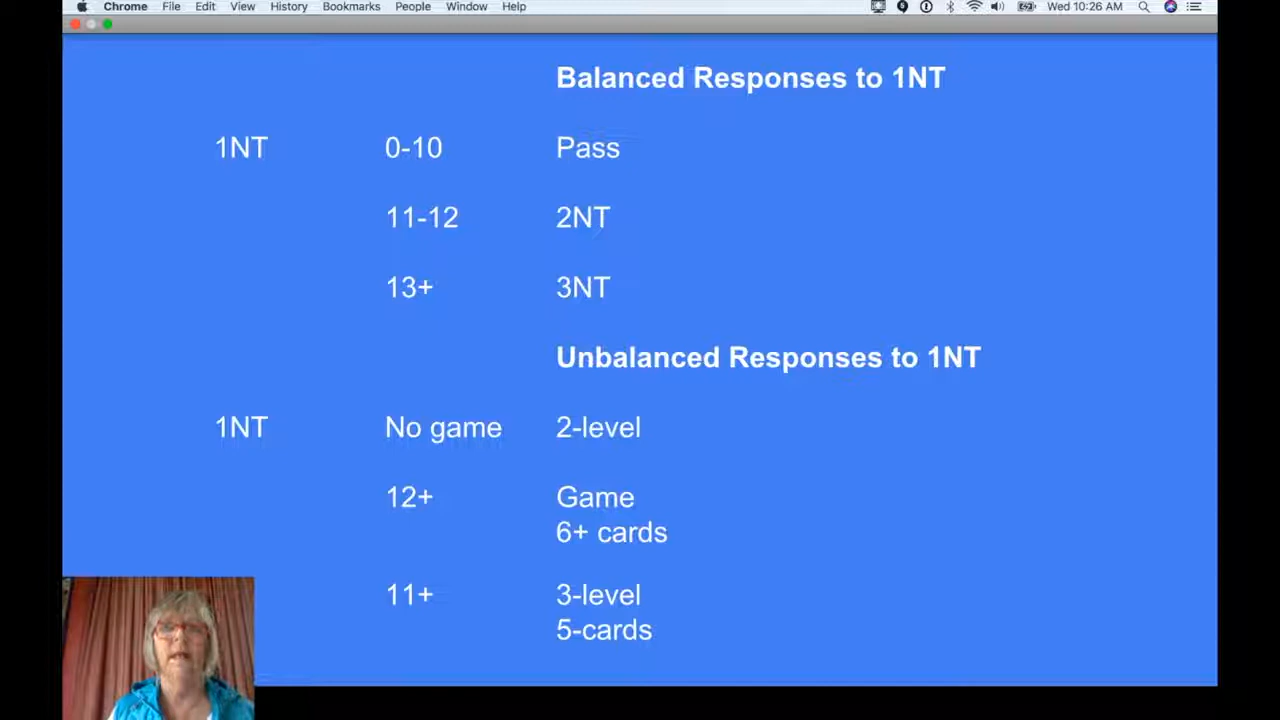 Chrome File Edit View History Bookmarks People Window Help Wed 10:26 AM
Balanced Responses to 1NT
1NT 0-10 Pass
11-12 2NT
13+ 3NT
Unbalanced Responses to 1NT
1NT No game 2-level
12+ Game
6+ cards
11+ 3-level
5-cards